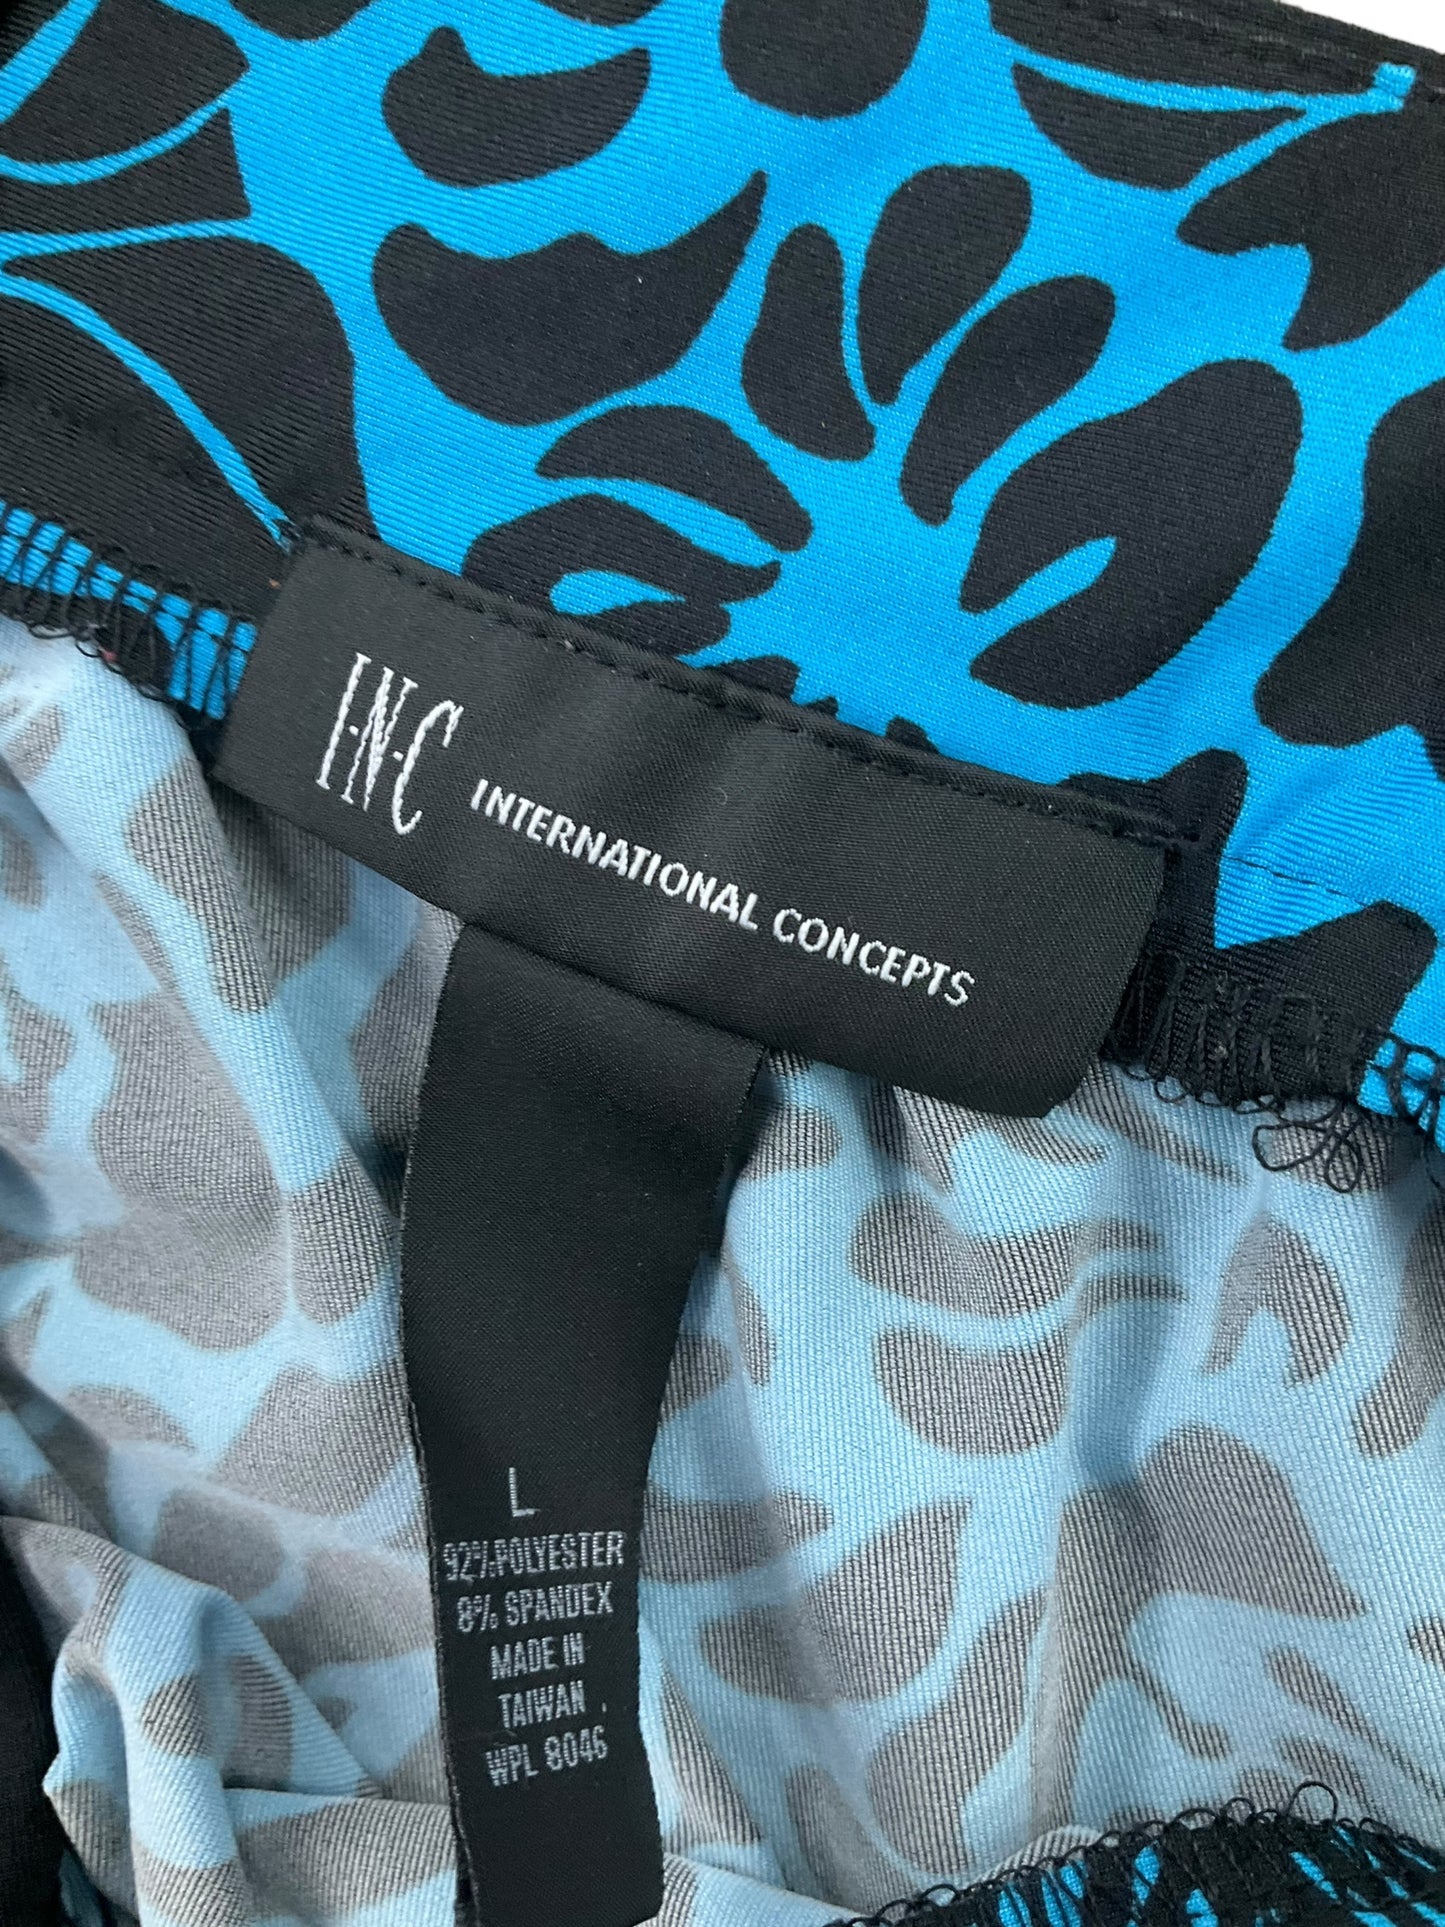 I·N·C INTERNATIONAL CONCEPTS
L
92% POLYESTER
8% SPANDEX
MADE IN
TAIWAN
WPL 8046